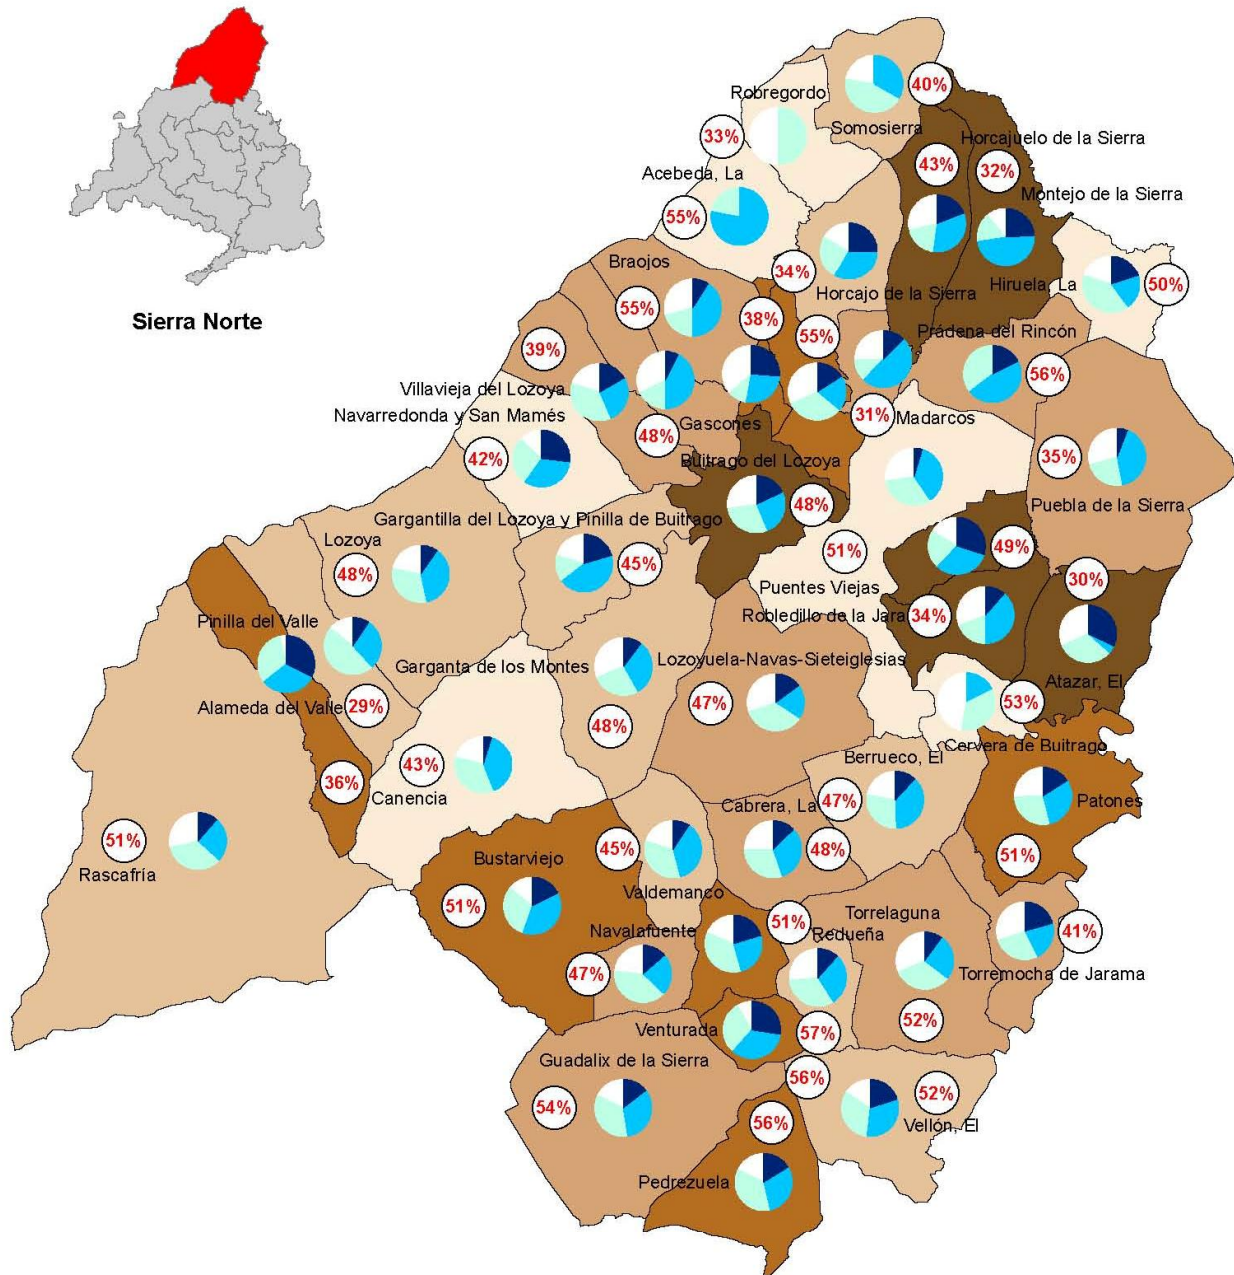 40%
Robregordo
Somosierra
33%
Horcajuelo de la Sierra
43%
32%
Acebeda, La
Montejo de la Sierra
55%
Braojos
34%
Hiruela, La
50%
Horcajo de la Sierra
55%
38%
Sierra Norte
Prádena del Rincón
55%
39%
56%
Villavieja del Lozoya
Navarredonda y San Mamés
31%
Madarcos
Gascones
48%
42%
35%
Buitrago del Lozoya
Gargantilla del Lozoya y Pinilla de Buitrago
48%
Puebla de la Sierra
Lozoya
49%
51%
45%
48%
30%
Puentes Viejas
34%
Robledillo de la Jara
Pinilla del Valle
Lozoyuela-Navas-Sieteiglesias
Garganta de los Montes
Atazar, El
53%
47%
29%
Alameda del Valle
48%
Cervera de Buitrago
Berrueco, El
43%
36%
Canencia
47%
Patones
Cabrera, La
51%
Rascafría
45%
48%
51%
Bustarviejo
Valdemanco
51%
51%
Torrelaguna
Navalafuente
Redueña
41%
47%
Torremocha de Jarama
52%
Venturada
57%
Guadalix de la Sierra
56%
52%
54%
56%
Vellón, El
Pedrezuela